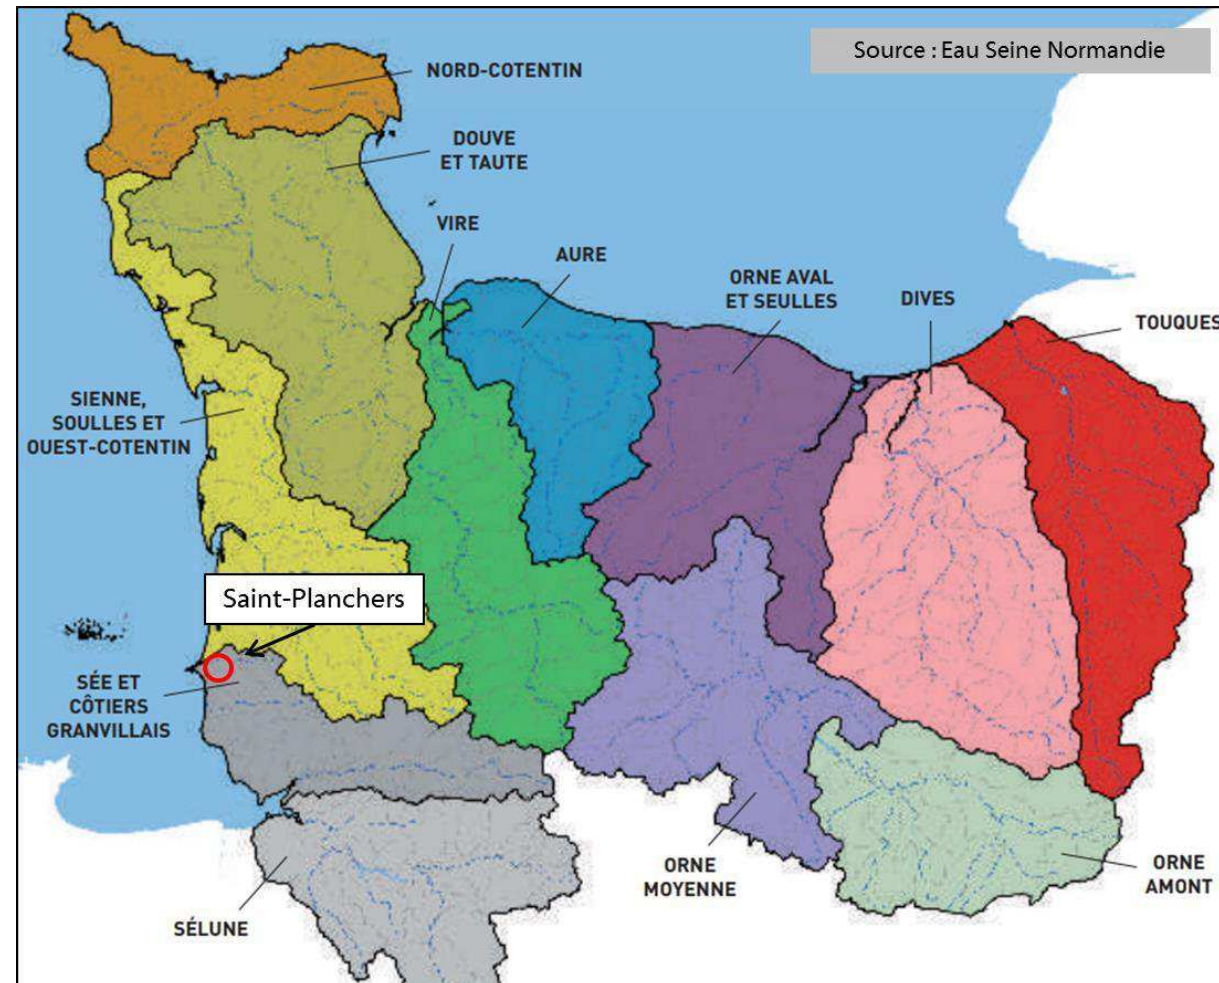 Source : Eau Seine Normandie
NORD-COTENTIN
DOUVE
ET TAUTE
VIRE
AURE
ORNE AVAL
ET SEULLES
DIVES
TOUQUES
SIENNE,
SOULLES ET
OUEST-COTENTIN
Saint-Planchers
SÉE ET
CÔTIERS
GRANVILLAIS
ORNE
MOYENNE
ORNE
AMONT
SÉLUNE